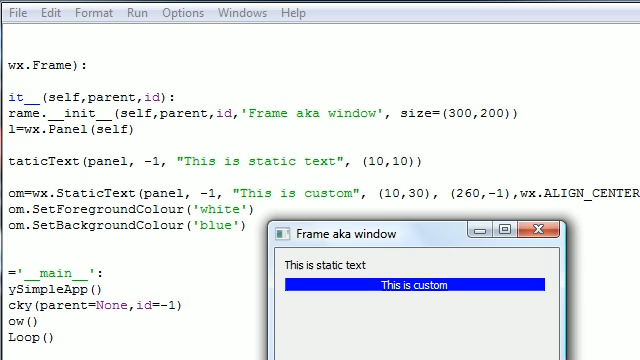 File Edit Format Run Options Windows Help
wx.Frame):
it__(self,parent,id):
rame.__init__(self,parent,id,'Frame aka window', size=(300,200))
l=wx.Panel(self)
taticText(panel, -1, "This is static text", (10,10))
om=wx.StaticText(panel, -1, "This is custom", (10,30), (260,-1),wx.ALIGN_CENTER
om.SetForegroundColour('white')
om.SetBackgroundColour('blue')
Frame aka window
This is static text
This is custom
='__main__':
ySimpleApp()
cky(parent=None,id=-1)
ow()
Loop()